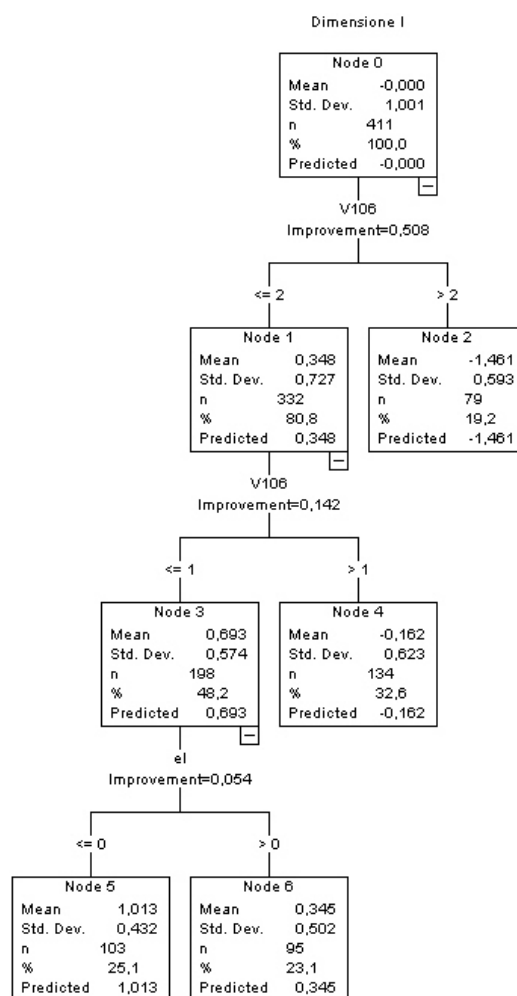 Dimensione I
Node 0
Mean -0,000
Std. Dev. 1,001
n 411
% 100,0
Predicted -0,000
V106
Improvement=0,508
<= 2 > 2
Node 1
Mean 0,348
Std. Dev. 0,727
n 332
% 80,8
Predicted 0,348
Node 2
Mean -1,461
Std. Dev. 0,593
n 79
% 19,2
Predicted -1,461
V106
Improvement=0,142
<= 1 > 1
Node 3
Mean 0,693
Std. Dev. 0,574
n 198
% 48,2
Predicted 0,693
Node 4
Mean -0,162
Std. Dev. 0,623
n 134
% 32,6
Predicted -0,162
el
Improvement=0,054
<= 0 > 0
Node 5
Mean 1,013
Std. Dev. 0,432
n 103
% 25,1
Predicted 1,013
Node 6
Mean 0,345
Std. Dev. 0,502
n 95
% 23,1
Predicted 0,345